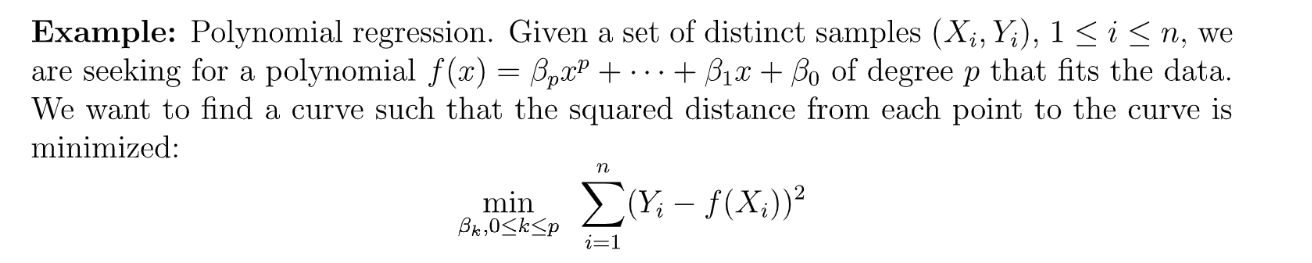 Example: Polynomial regression. Given a set of distinct samples (X_i, Y_i), 1 ≤ i ≤ n, we
are seeking for a polynomial f(x) = β_p x^p + ··· + β_1 x + β_0 of degree p that fits the data.
We want to find a curve such that the squared distance from each point to the curve is
minimized:
min_{β_k, 0≤k≤p} ∑_{i=1}^{n} (Y_i − f(X_i))^2